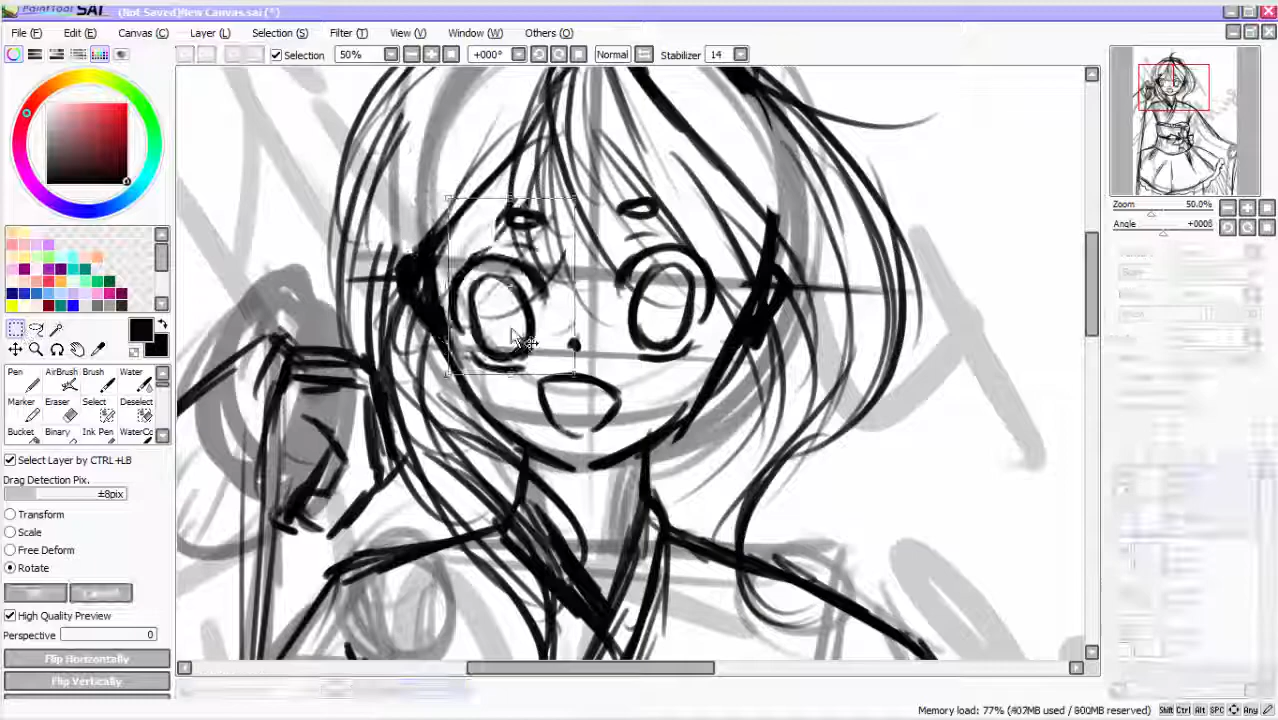 PaintTool SAI (Not Saved)New Canvas.sai (*)
File (F) Edit (E) Canvas (C) Layer (L) Selection (S) Filter (T) View (V) Window (W) Others (O)
Selection 50% +000° Normal Stabilizer 14
Zoom 50.0%
Angle +000β
Pen AirBrush Brush Water
Marker Eraser Select Deselect
Bucket Binary Ink Pen WaterCo
Select Layer by CTRL+LB
Drag Detection Pix.
±8pix
Transform
Scale
Free Deform
Rotate
High Quality Preview
Perspective 0
Flip Horizontally
Flip Vertically
Memory load: 77% (407MB used / 800MB reserved) Shift Ctrl Alt SPC Any